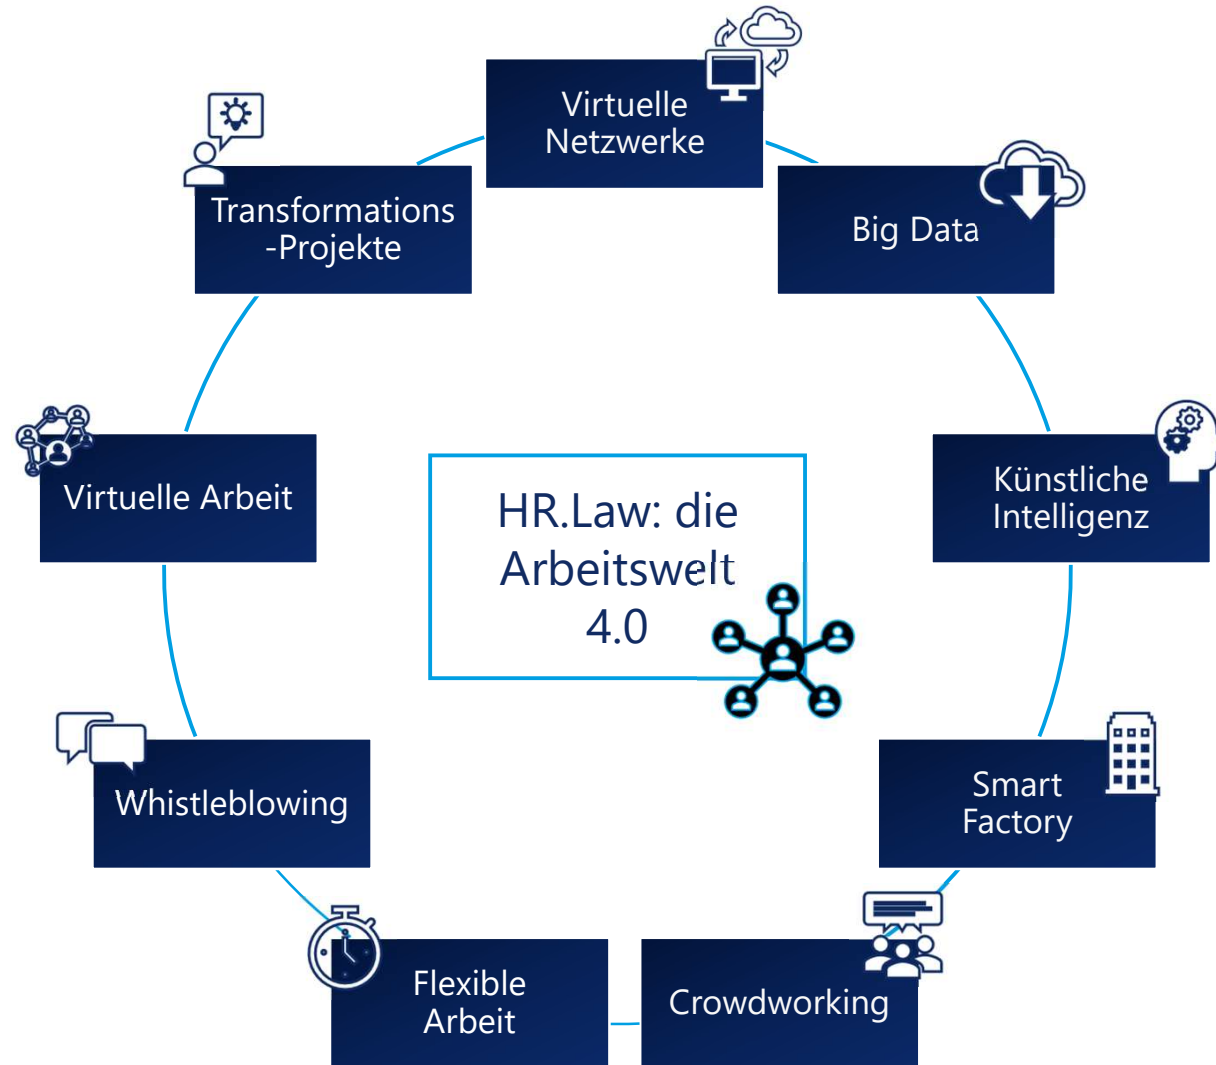 Virtuelle
Netzwerke
Transformations
-Projekte
Big Data
Virtuelle Arbeit
Künstliche
Intelligenz
HR.Law: die
Arbeitswelt
4.0
Whistleblowing
Smart
Factory
Flexible
Arbeit
Crowdworking